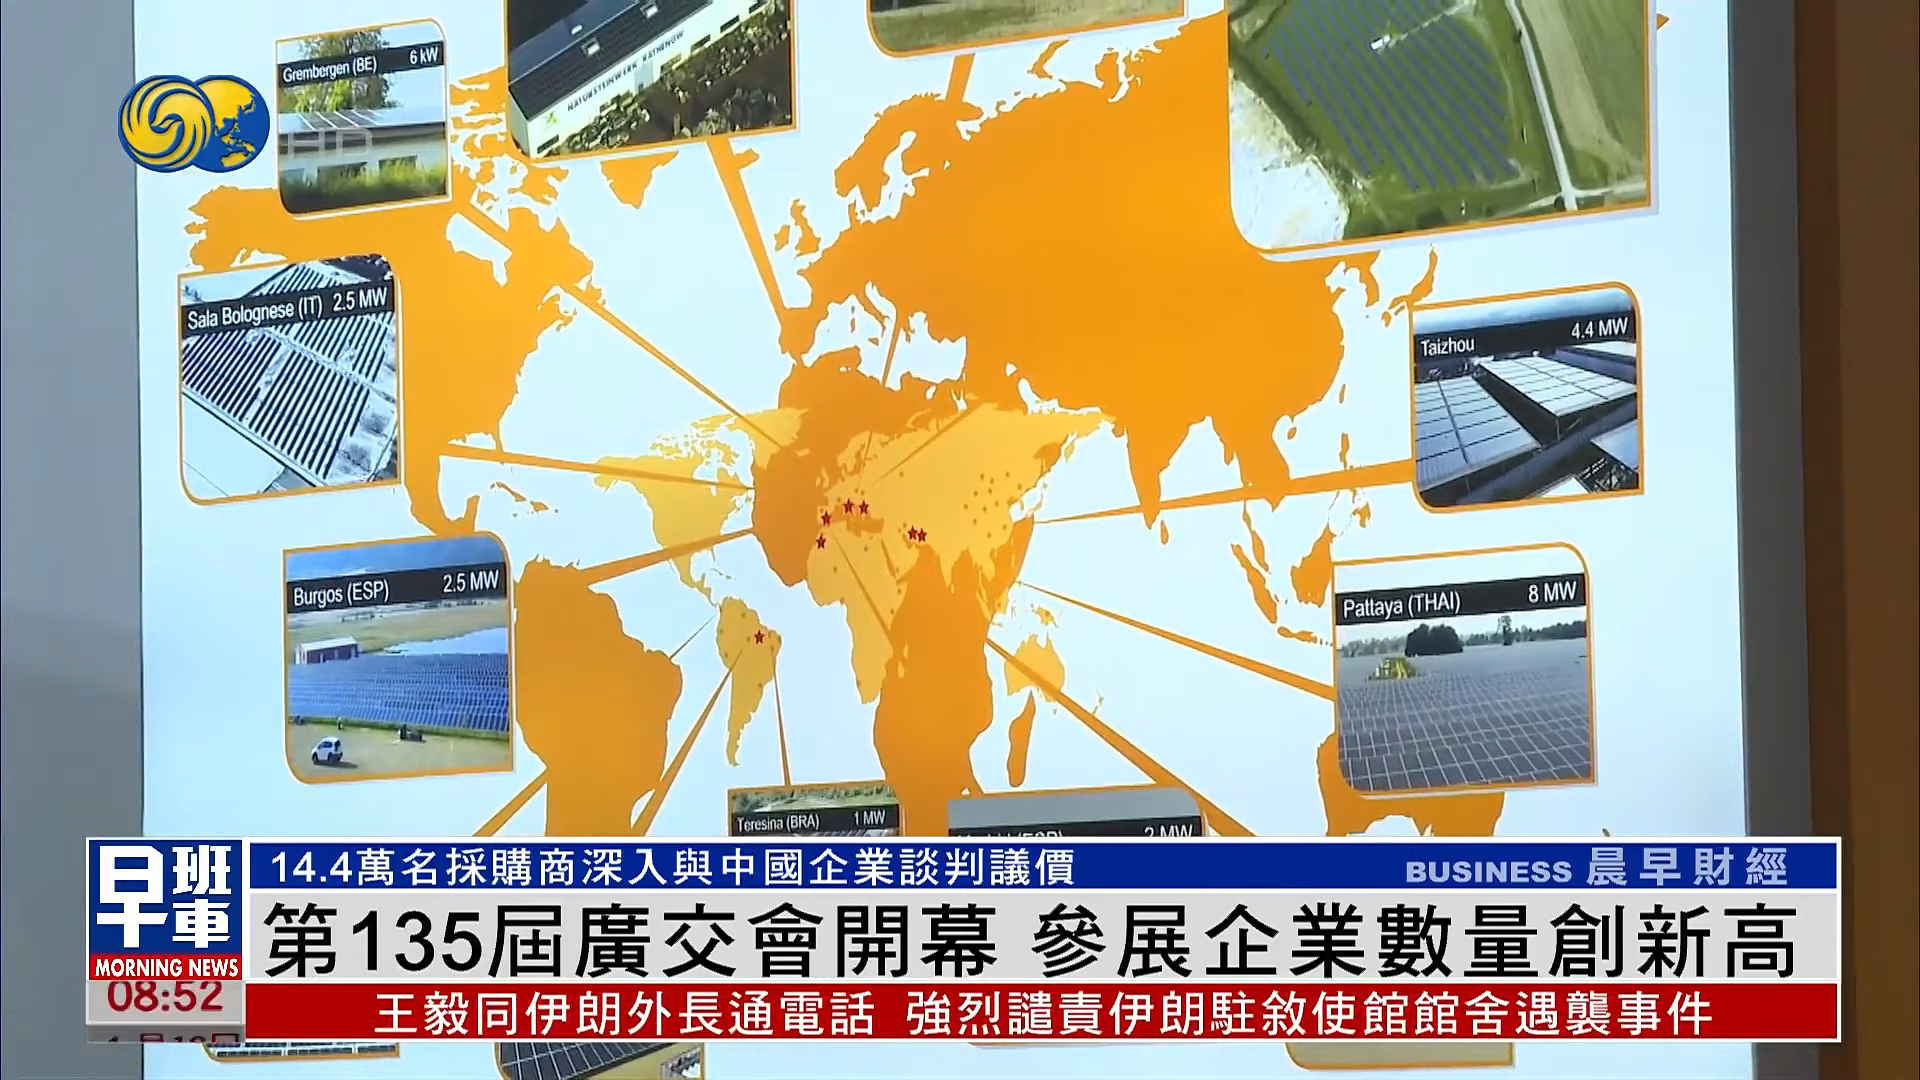 Grembergen (BE) 6 kW
NATURSTEINWERK RATHENOW
HD
Sala Bolognese (IT) 2.5 MW
Taizhou 4.4 MW
Burgos (ESP) 2.5 MW
Pattaya (THAI) 8 MW
Teresina (BRA) 1 MW
(ESP) 2 MW
早班車
MORNING NEWS
08:52
14.4萬名採購商深入與中國企業談判議價
BUSINESS 晨早財經
第135屆廣交會開幕 參展企業數量創新高
王毅同伊朗外長通電話 強烈譴責伊朗駐敘使館館舍遇襲事件